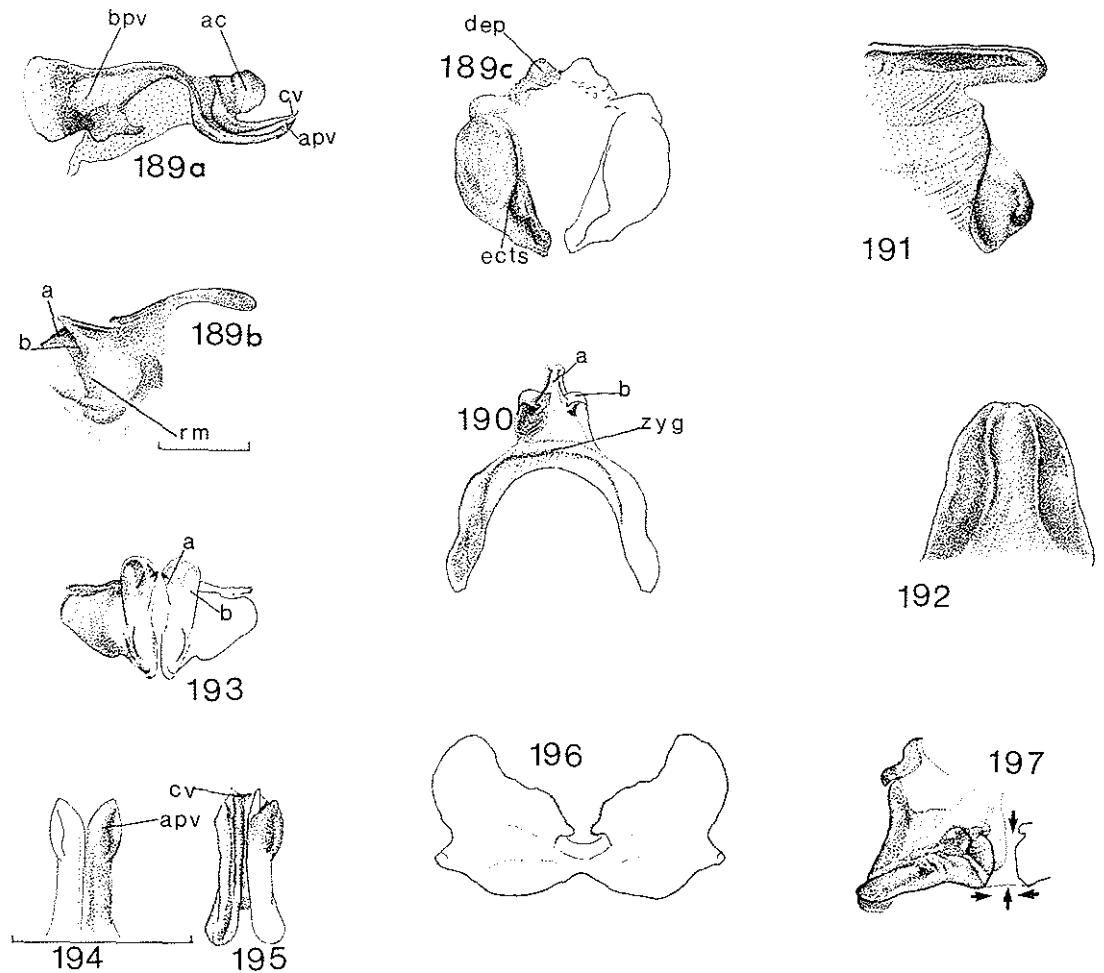 bpv
ac
cv
apv
189a
dep
189c
ects
191
a
b
189b
rm
a
b
190
zyg
192
a
b
193
196
197
cv
apv
194
195